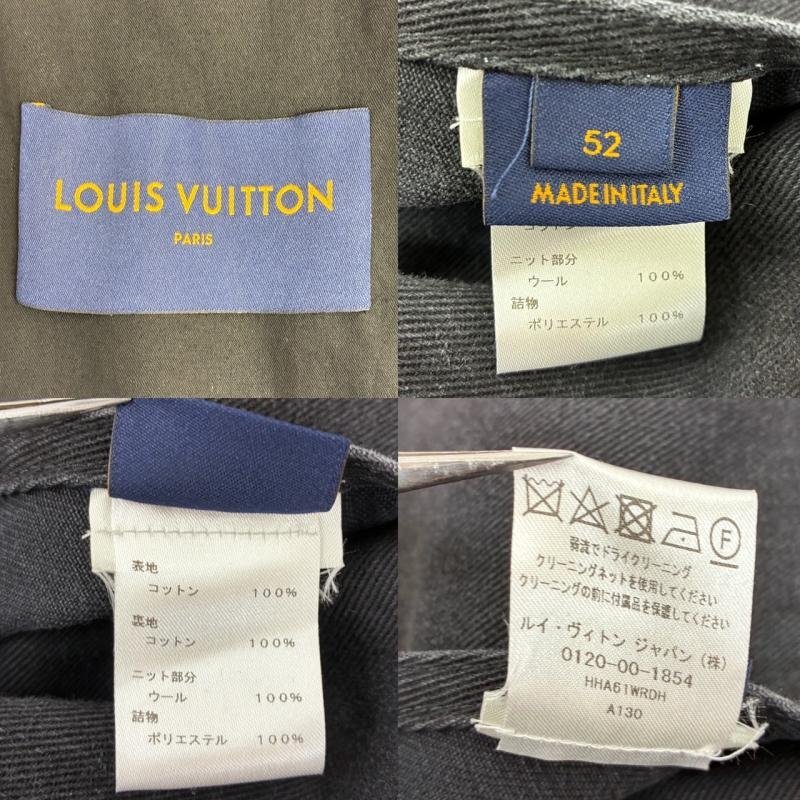 LOUIS VUITTON
PARIS
52
MADE IN ITALY
コットン
ニット部分
ウール 100%
詰物
ポリエステル 100%
表地
コットン 100%
裏地
コットン 100%
ニット部分
ウール 100%
詰物
ポリエステル 100%
F
弱流でドライクリーニング
クリーニングネットを使用してください
クリーニングの前に付属品を保護してください
ルイ・ヴィトン ジャパン (株)
0120-00-1854
HHA61WRDH
A130